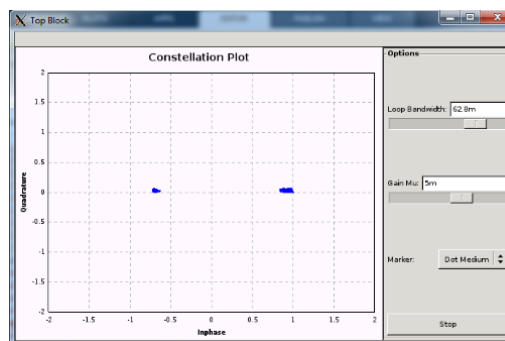 Top Block
Constellation Plot
Options
2
1.5
1
0.5
0
-0.5
-1
-1.5
-2
Quadrature
-2
-1.5
-1
-0.5
0
0.5
1
1.5
2
Inphase
Loop Bandwidth: 62.8m
Gain Mu: 5m
Marker: Dot Medium
Stop